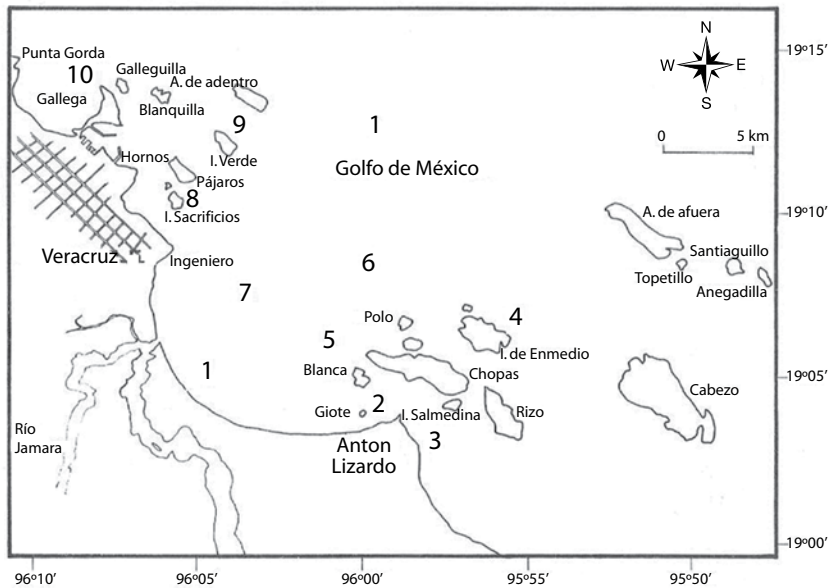 N
W E
S
0 5 km
19°15'
19°10'
19°05'
19°00'
Punta Gorda
10
Galleguilla
A. de adentro
Gallega
Blanquilla
9
1
Hornos
I. Verde
Golfo de México
Pájaros
8
I. Sacrificios
A. de afuera
Veracruz
Ingeniero
6
Santiaguillo
Topetillo
Anegadilla
7
Polo
4
5
I. de Enmedio
1
Blanca
Chopas
Cabezo
2
Giote
I. Salmedina
Rizo
Río
Jamara
Anton
Lizardo
3
96°10'
96°05'
96°00'
95°55'
95°50'